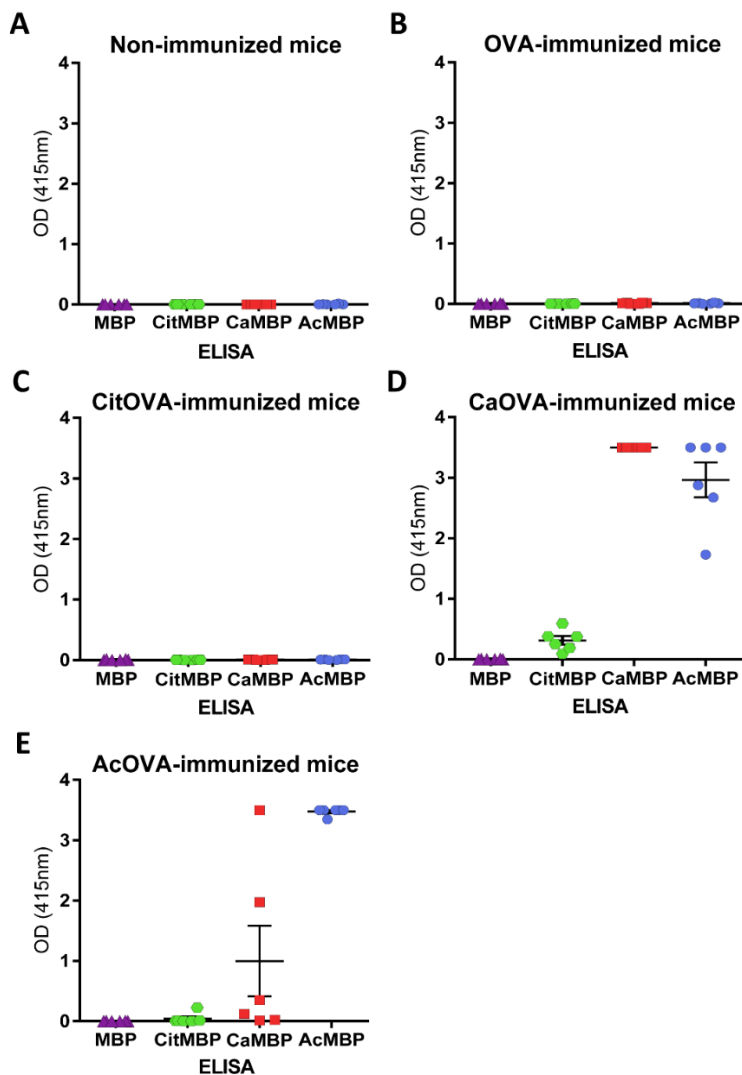 A
Non-immunized mice
4
3
2
1
0
OD (415nm)
MBP CitMBP CaMBP AcMBP
ELISA
B
OVA-immunized mice
4
3
2
1
0
OD (415nm)
MBP CitMBP CaMBP AcMBP
ELISA
C
CitOVA-immunized mice
4
3
2
1
0
OD (415nm)
MBP CitMBP CaMBP AcMBP
ELISA
D
CaOVA-immunized mice
4
3
2
1
0
OD (415nm)
MBP CitMBP CaMBP AcMBP
ELISA
E
AcOVA-immunized mice
4
3
2
1
0
OD (415nm)
MBP CitMBP CaMBP AcMBP
ELISA